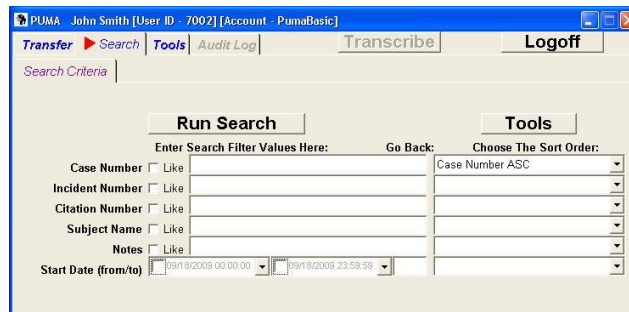 PUMA John Smith [User ID - 7002] [Account - PumaBasic]
Transfer Search Tools Audit Log Transcribe Logoff
Search Criteria
Run Search Tools
Enter Search Filter Values Here: Go Back: Choose The Sort Order:
Case Number Like Case Number ASC
Incident Number Like
Citation Number Like
Subject Name Like
Notes Like
Start Date (from/to) 09/18/2009 00:00:00 09/18/2009 23:59:59